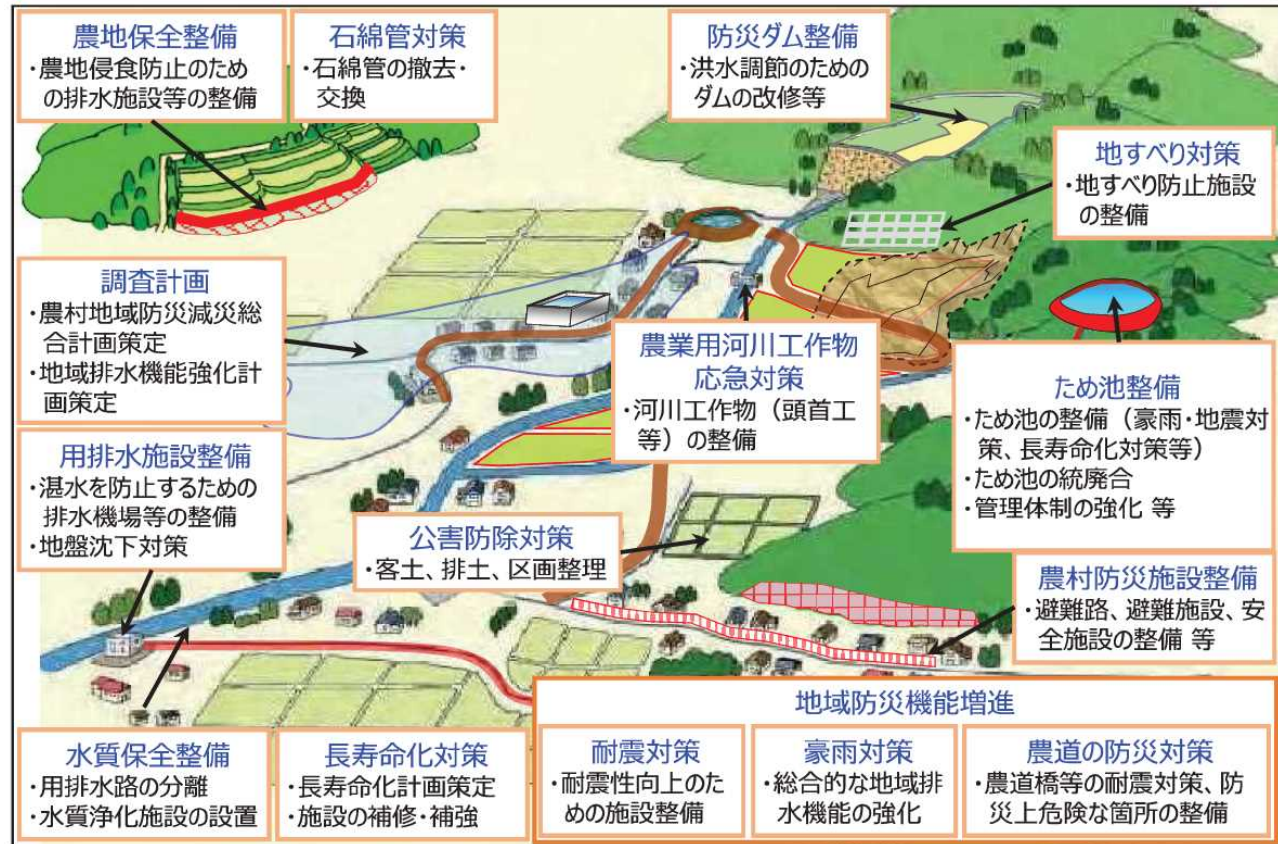 農地保全整備
・農地侵食防止のため
の排水施設等の整備
石綿管対策
・石綿管の撤去・
交換
防災ダム整備
・洪水調節のための
ダムの改修等
地すべり対策
・地すべり防止施設
の整備
調査計画
・農村地域防災減災総
合計画策定
・地域排水機能強化計
画策定
農業用河川工作物
応急対策
・河川工作物（頭首工
等）の整備
ため池整備
・ため池の整備（豪雨・地震対
策、長寿命化対策等）
・ため池の統廃合
・管理体制の強化 等
用排水施設整備
・湛水を防止するための
排水機場等の整備
・地盤沈下対策
公害防除対策
・客土、排土、区画整理
農村防災施設整備
・避難路、避難施設、安
全施設の整備 等
水質保全整備
・用排水路の分離
・水質浄化施設の設置
長寿命化対策
・長寿命化計画策定
・施設の補修・補強
地域防災機能増進
耐震対策
・耐震性向上のた
めの施設整備
豪雨対策
・総合的な地域排
水機能の強化
農道の防災対策
・農道橋等の耐震対策、防
災上危険な箇所の整備